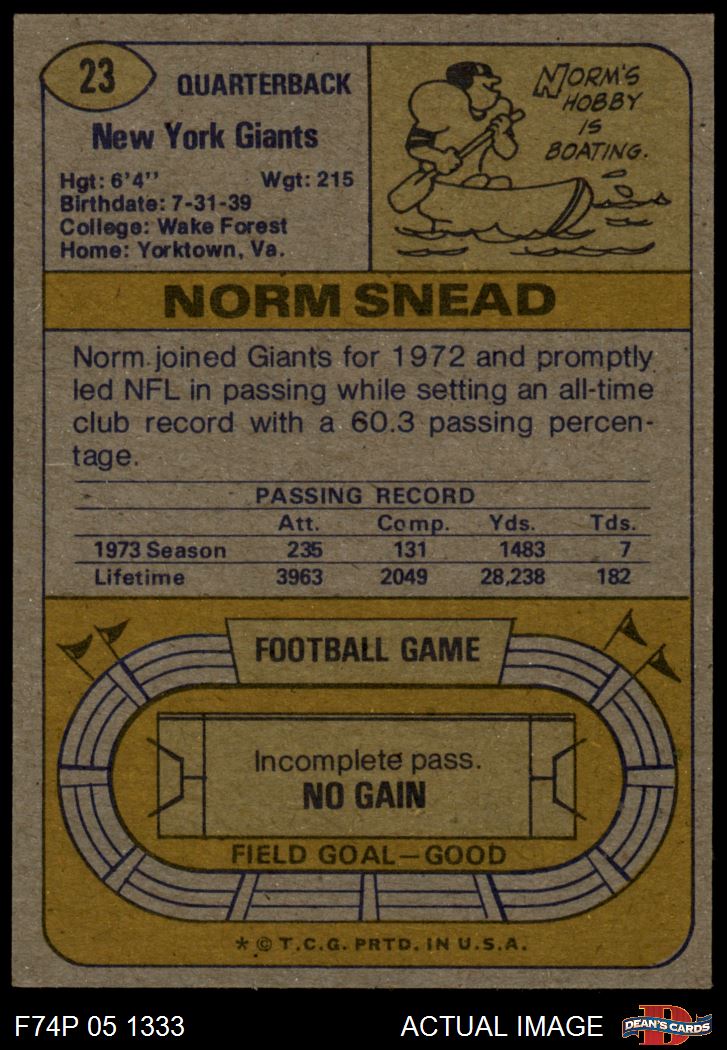 23
QUARTERBACK
New York Giants
Hgt: 6'4" Wgt: 215
Birthdate: 7-31-39
College: Wake Forest
Home: Yorktown, Va.
NORM'S
HOBBY
IS
BOATING.
NORM SNEAD
Norm joined Giants for 1972 and promptly
led NFL in passing while setting an all-time
club record with a 60.3 passing percen-
tage.
PASSING RECORD
Att. Comp. Yds. Tds.
1973 Season 235 131 1483 7
Lifetime 3963 2049 28,238 182
FOOTBALL GAME
Incomplete pass.
NO GAIN
FIELD GOAL—GOOD
* © T.C.G. PRTD. IN U.S.A.
F74P 05 1333 ACTUAL IMAGE
D
DEAN'S CARDS